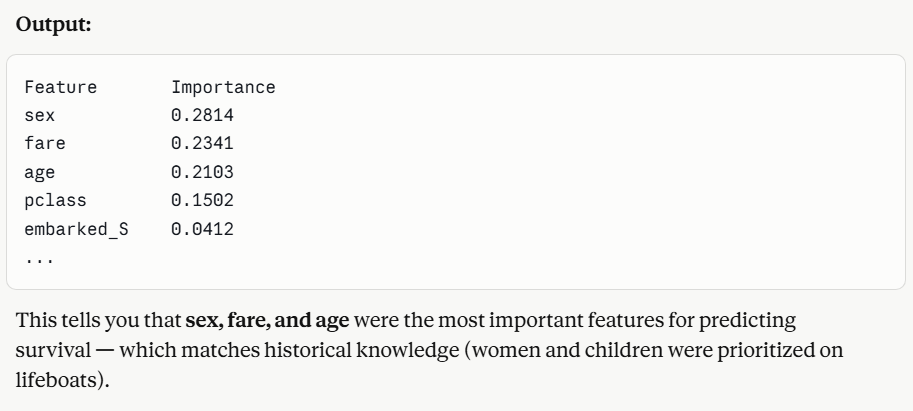 Output:
Feature Importance
sex 0.2814
fare 0.2341
age 0.2103
pclass 0.1502
embarked_S 0.0412
...
This tells you that sex, fare, and age were the most important features for predicting
survival — which matches historical knowledge (women and children were prioritized on
lifeboats).